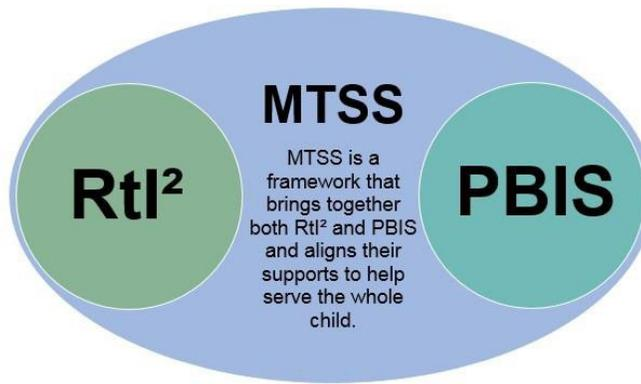 MTSS
RtI²
PBIS
MTSS is a
framework that
brings together
both RtI² and PBIS
and aligns their
supports to help
serve the whole
child.